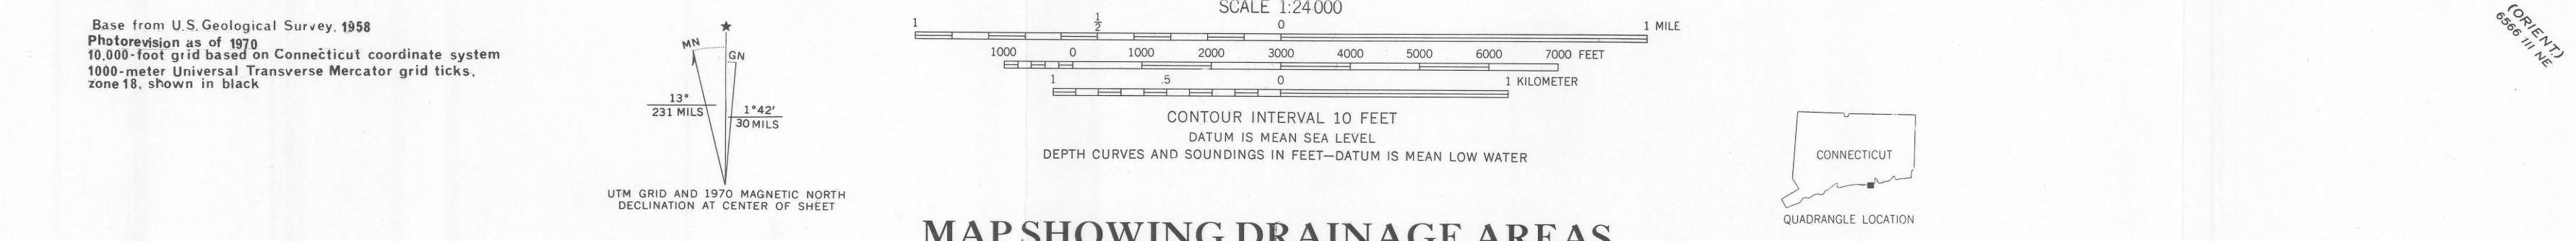 Base from U.S. Geological Survey, 1958
Photorevision as of 1970
10,000-foot grid based on Connecticut coordinate system
1000-meter Universal Transverse Mercator grid ticks,
zone 18, shown in black
★
MN
GN
13°
231 MILS
1°42'
30 MILS
UTM GRID AND 1970 MAGNETIC NORTH
DECLINATION AT CENTER OF SHEET
SCALE 1:24 000
1 ½ 0 1 MILE
1000 0 1000 2000 3000 4000 5000 6000 7000 FEET
1 .5 0 1 KILOMETER
CONTOUR INTERVAL 10 FEET
DATUM IS MEAN SEA LEVEL
DEPTH CURVES AND SOUNDINGS IN FEET—DATUM IS MEAN LOW WATER
MAP SHOWING DRAINAGE AREAS
CONNECTICUT
QUADRANGLE LOCATION
(ORIENT)
6566 III NE